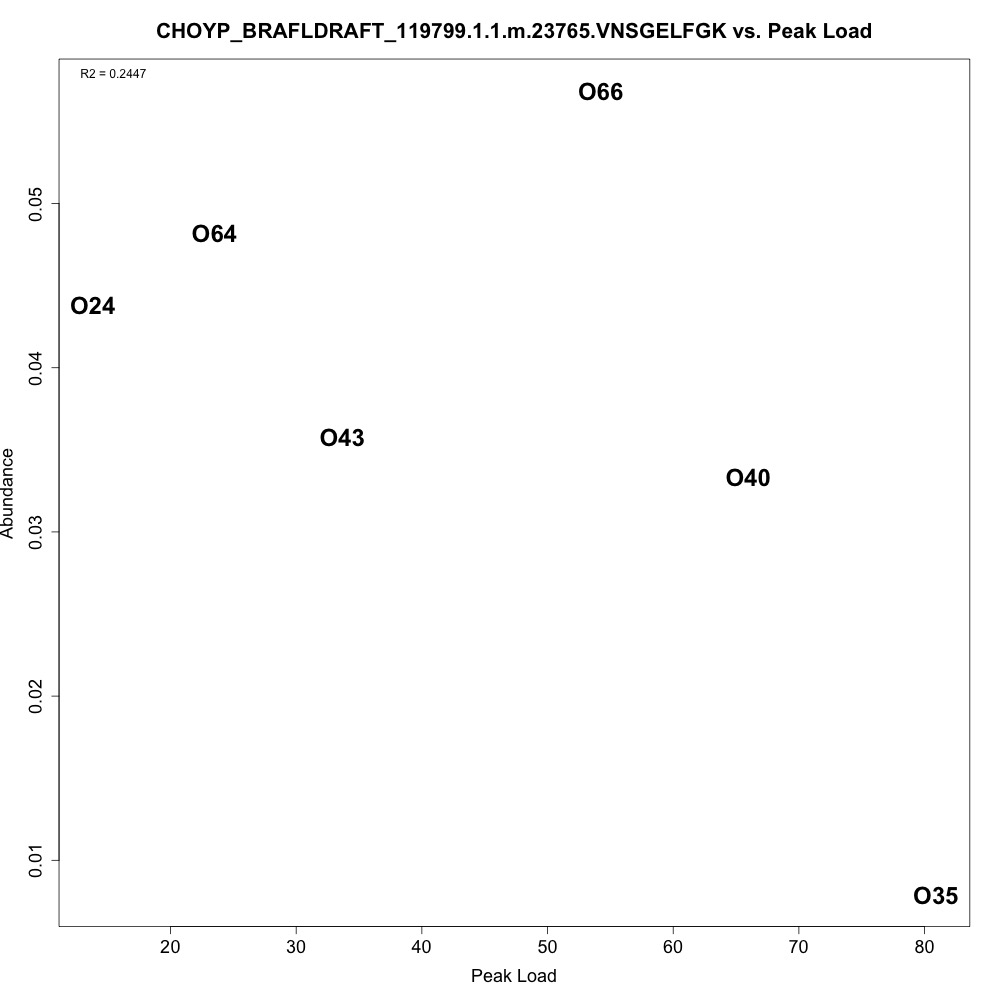 CHOYP_BRAFLDRAFT_119799.1.1.m.23765.VNSGELFGK vs. Peak Load
R2 = 0.2447
O66
0.05
O64
O24
0.04
O43
Abundance
O40
0.03
0.02
0.01
O35
20 30 40 50 60 70 80
Peak Load